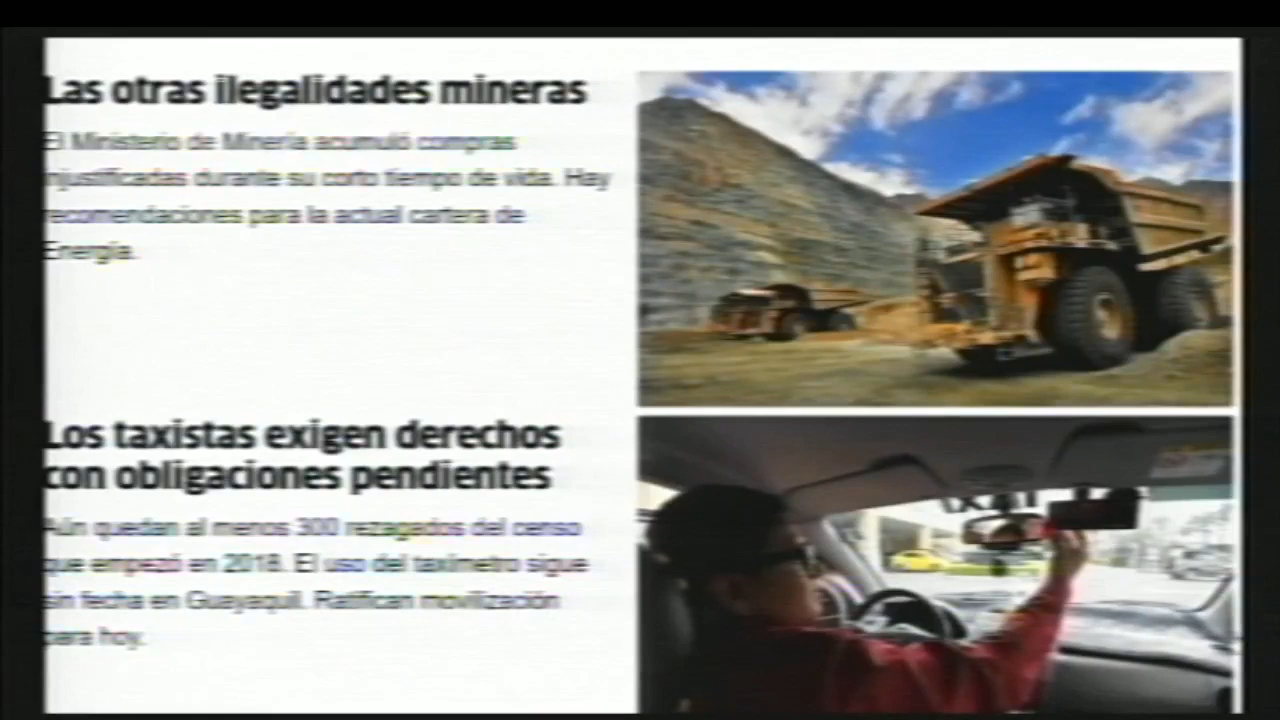 Las otras ilegalidades mineras
El Ministerio de Minería acumuló compras
injustificadas durante su corto tiempo de vida. Hay
recomendaciones para la actual cartera de
Energía.
Los taxistas exigen derechos
con obligaciones pendientes
Aún quedan al menos 300 rezagados del censo
que empezó en 2018. El uso del taxímetro sigue
sin fecha en Guayaquil. Ratifican movilización
para hoy.
TAXI